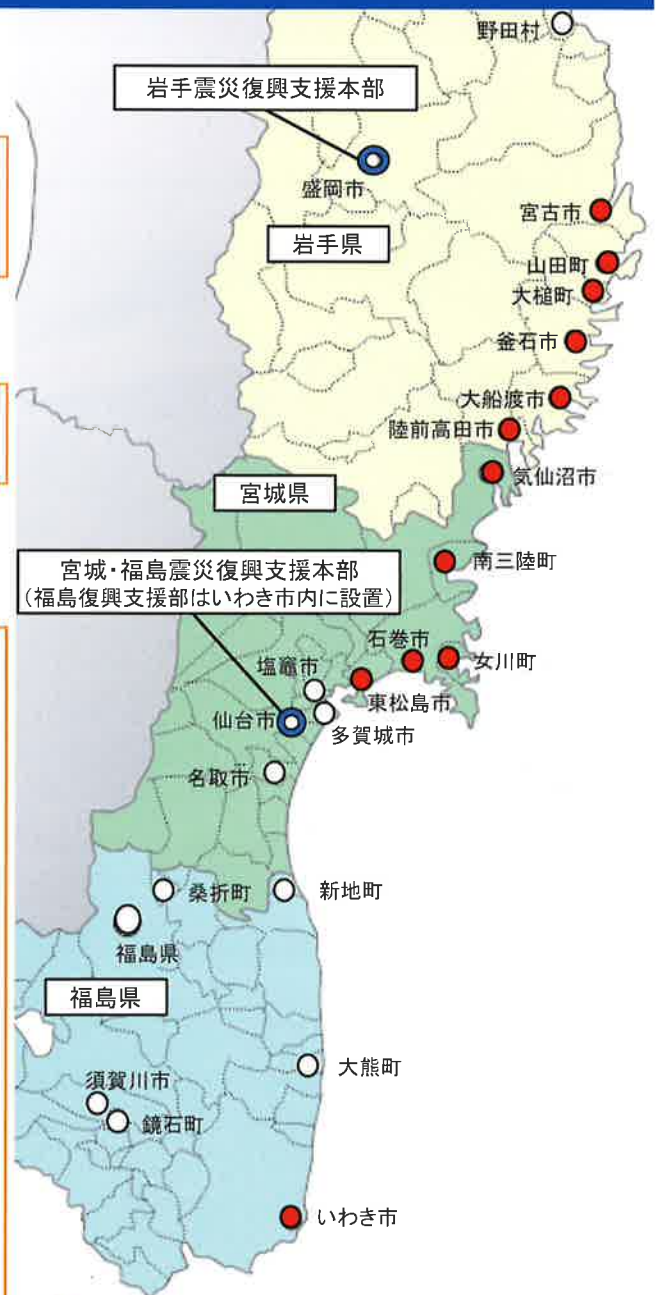 野田村
岩手震災復興支援本部
盛岡市
宮古市
岩手県
山田町
大槌町
釜石市
大船渡市
陸前高田市
気仙沼市
宮城県
南三陸町
宮城・福島震災復興支援本部
(福島復興支援部はいわき市内に設置)
石巻市
女川町
塩竈市
東松島市
仙台市
多賀城市
名取市
桑折町
新地町
福島県
福島県
大熊町
須賀川市
鏡石町
いわき市